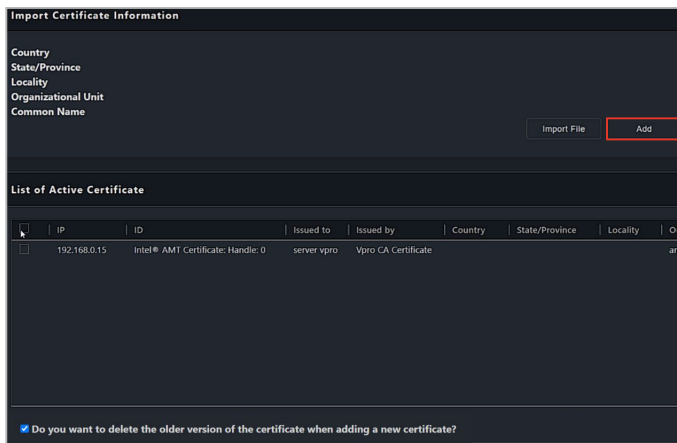 Import Certificate Information
Country
State/Province
Locality
Organizational Unit
Common Name
Import File Add
List of Active Certificate
IP ID Issued to Issued by Country State/Province Locality
192.168.0.15 Intel® AMT Certificate: Handle: 0 server vpro Vpro CA Certificate
Do you want to delete the older version of the certificate when adding a new certificate?